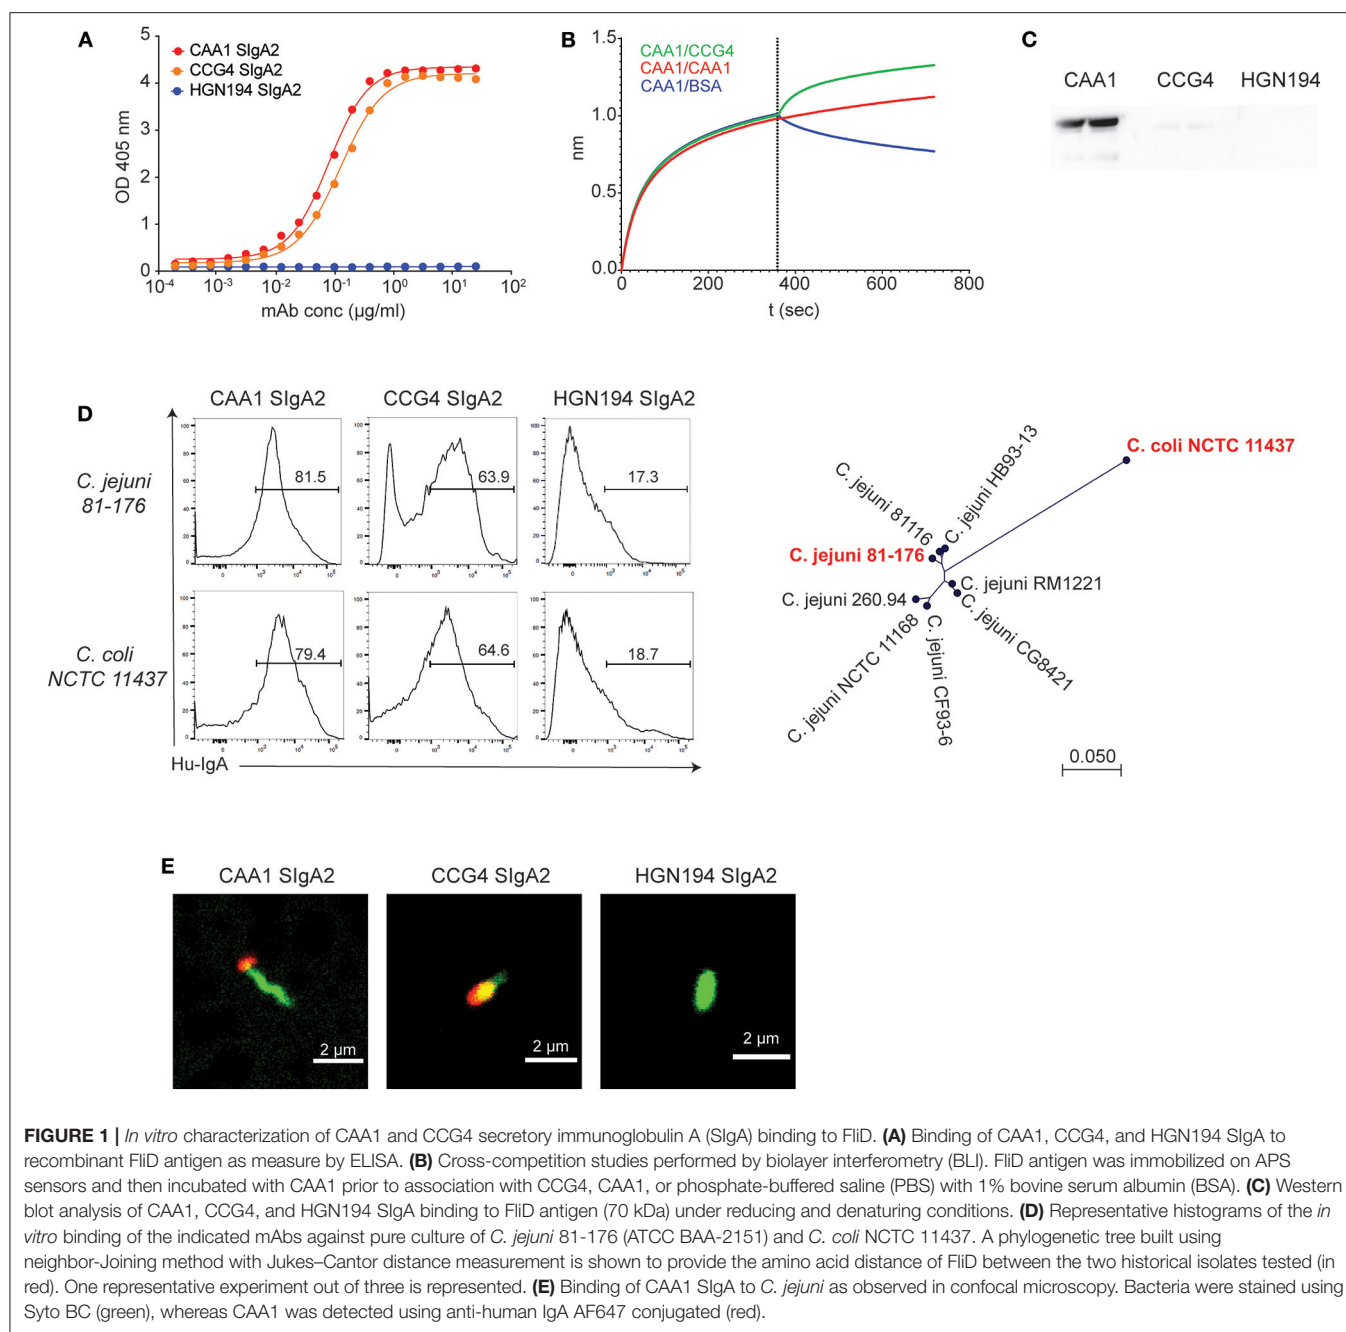 A
CAA1 SIgA2
CCG4 SIgA2
HGN194 SIgA2
OD 405 nm
5
4
3
2
1
0
10-4 10-3 10-2 10-1 100 101 102
mAb conc (µg/ml)
B
CAA1/CCG4
CAA1/CAA1
CAA1/BSA
nm
1.5
1.0
0.5
0.0
0 200 400 600 800
t (sec)
C
CAA1 CCG4 HGN194
D
CAA1 SIgA2 CCG4 SIgA2 HGN194 SIgA2
C. jejuni
81-176
81.5 63.9 17.3
C. coli
NCTC 11437
79.4 64.6 18.7
Hu-IgA
C. coli NCTC 11437
C. jejuni HB93-13
C. jejuni 81116
C. jejuni 81-176
C. jejuni RM1221
C. jejuni 260.94
C. jejuni CG8421
C. jejuni NCTC 11168
C. jejuni CF93-6
0.050
E
CAA1 SIgA2 CCG4 SIgA2 HGN194 SIgA2
2 µm 2 µm 2 µm
FIGURE 1 | In vitro characterization of CAA1 and CCG4 secretory immunoglobulin A (SIgA) binding to FliD. (A) Binding of CAA1, CCG4, and HGN194 SIgA to
recombinant FliD antigen as measure by ELISA. (B) Cross-competition studies performed by biolayer interferometry (BLI). FliD antigen was immobilized on APS
sensors and then incubated with CAA1 prior to association with CCG4, CAA1, or phosphate-buffered saline (PBS) with 1% bovine serum albumin (BSA). (C) Western
blot analysis of CAA1, CCG4, and HGN194 SIgA binding to FliD antigen (70 kDa) under reducing and denaturing conditions. (D) Representative histograms of the in
vitro binding of the indicated mAbs against pure culture of C. jejuni 81-176 (ATCC BAA-2151) and C. coli NCTC 11437. A phylogenetic tree built using
neighbor-Joining method with Jukes–Cantor distance measurement is shown to provide the amino acid distance of FliD between the two historical isolates tested (in
red). One representative experiment out of three is represented. (E) Binding of CAA1 SIgA to C. jejuni as observed in confocal microscopy. Bacteria were stained using
Syto BC (green), whereas CAA1 was detected using anti-human IgA AF647 conjugated (red).